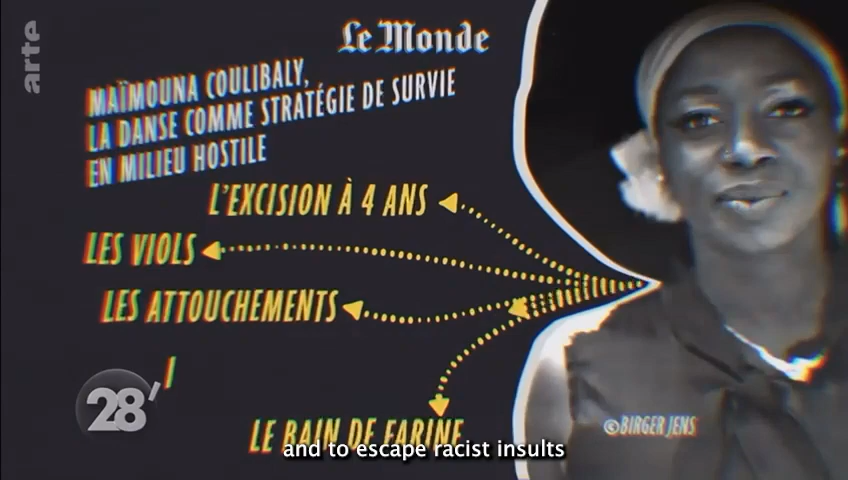 arte
Le Monde
MAÏMOUNA COULIBALY,
LA DANSE COMME STRATÉGIE DE SURVIE
EN MILIEU HOSTILE
L'EXCISION À 4 ANS
LES VIOLS
LES ATTOUCHEMENTS
28'
LE BAIN DE FARINE
©BIRGER JENS
and to escape racist insults